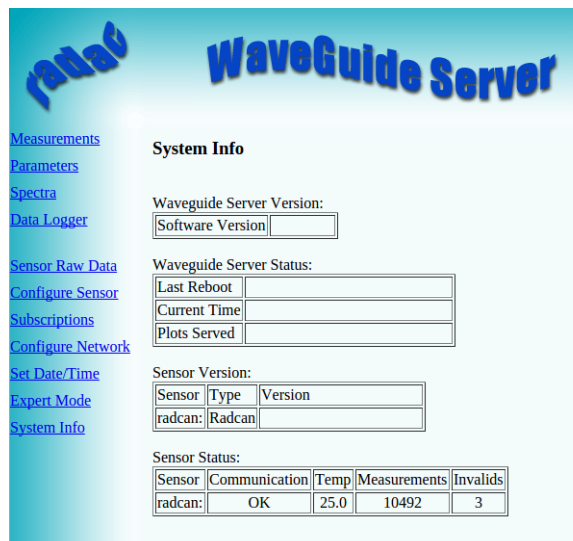 radac
WaveGuide Server
Measurements
Parameters
Spectra
Data Logger
Sensor Raw Data
Configure Sensor
Subscriptions
Configure Network
Set Date/Time
Expert Mode
System Info
System Info
Waveguide Server Version:
Software Version
Waveguide Server Status:
Last Reboot
Current Time
Plots Served
Sensor Version:
Sensor Type Version
radcan: Radcan
Sensor Status:
Sensor Communication Temp Measurements Invalids
radcan: OK 25.0 10492 3